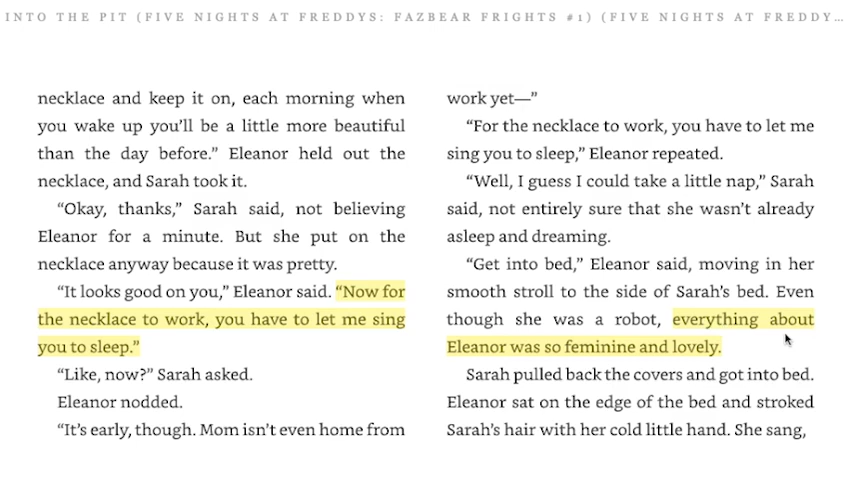 INTO THE PIT (FIVE NIGHTS AT FREDDYS: FAZBEAR FRIGHTS #1) (FIVE NIGHTS AT FREDDY...
necklace and keep it on, each morning when
you wake up you’ll be a little more beautiful
than the day before.” Eleanor held out the
necklace, and Sarah took it.
“Okay, thanks,” Sarah said, not believing
Eleanor for a minute. But she put on the
necklace anyway because it was pretty.
“It looks good on you,” Eleanor said. “Now for
the necklace to work, you have to let me sing
you to sleep.”
“Like, now?” Sarah asked.
Eleanor nodded.
“It’s early, though. Mom isn’t even home from
work yet—”
“For the necklace to work, you have to let me
sing you to sleep,” Eleanor repeated.
“Well, I guess I could take a little nap,” Sarah
said, not entirely sure that she wasn’t already
asleep and dreaming.
“Get into bed,” Eleanor said, moving in her
smooth stroll to the side of Sarah’s bed. Even
though she was a robot, everything about
Eleanor was so feminine and lovely.
Sarah pulled back the covers and got into bed.
Eleanor sat on the edge of the bed and stroked
Sarah’s hair with her cold little hand. She sang,